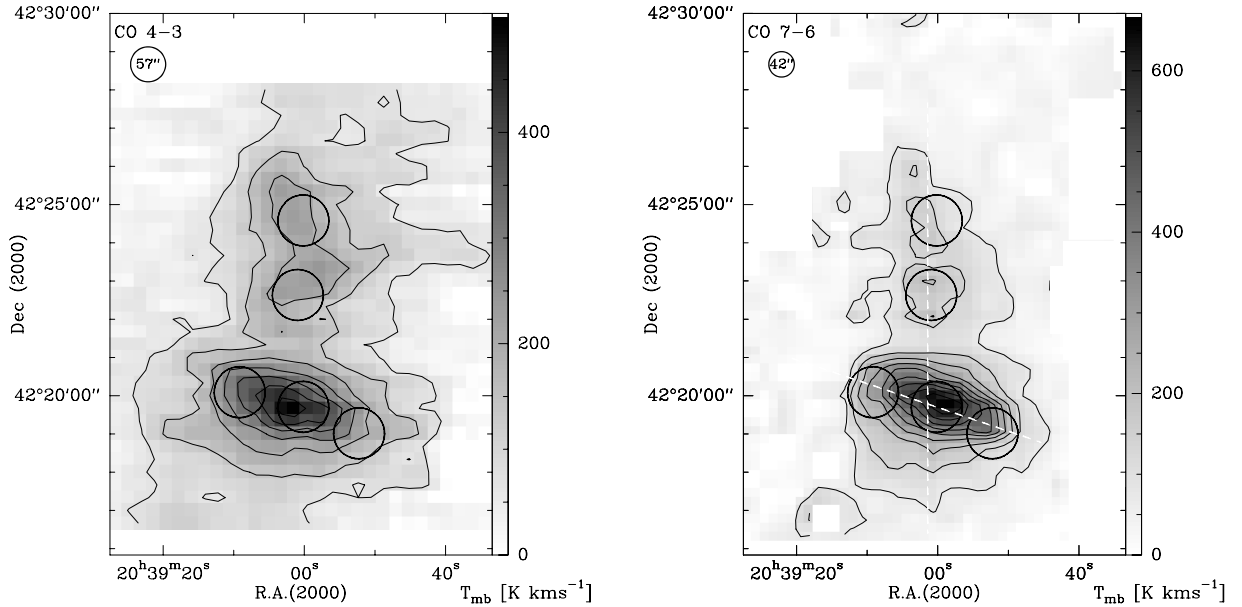 42°30′00″
CO 4−3
57″
400
42°25′00″
Dec (2000)
200
42°20′00″
0
20ʰ39ᵐ20ˢ
00ˢ
40ˢ
R.A.(2000)
Tmb [K kms⁻¹]
42°30′00″
CO 7−6
42″
600
42°25′00″
400
Dec (2000)
200
42°20′00″
0
20ʰ39ᵐ20ˢ
00ˢ
40ˢ
R.A.(2000)
Tmb [K kms⁻¹]